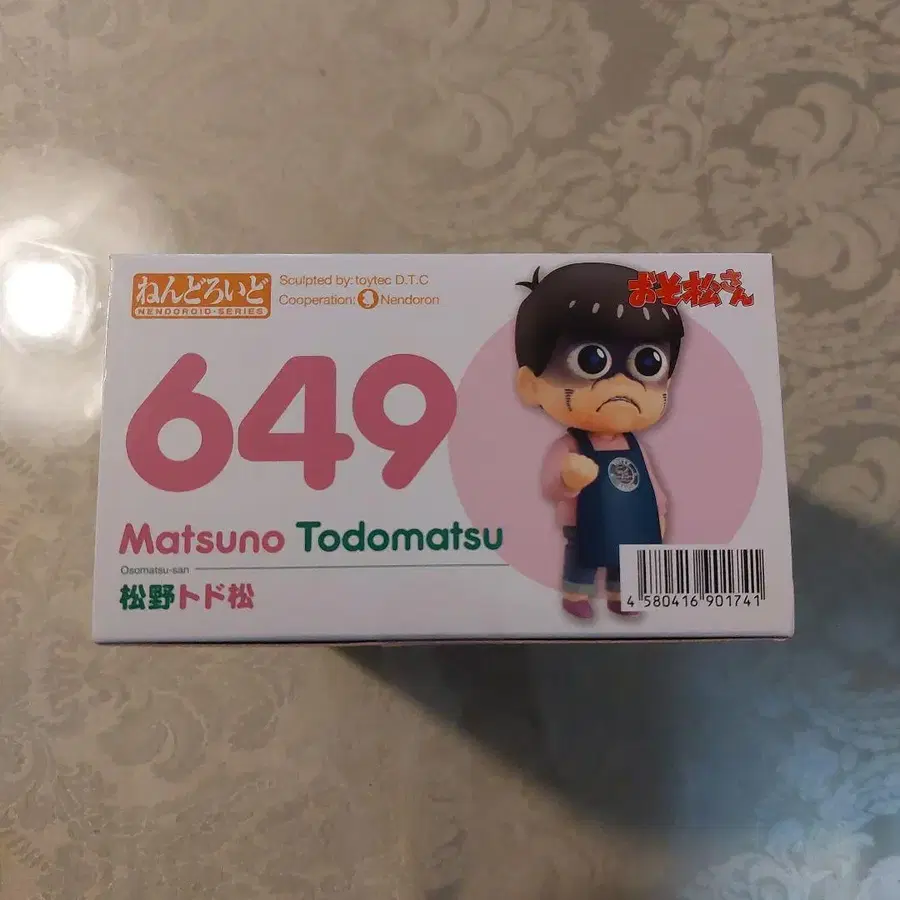 ねんどろいど
NENDOROID・SERIES
Sculpted by: toytec D.T.C
Cooperation: Nendoron
おそ松さん
649
Matsuno Todomatsu
Osomatsu-san
松野トド松
4 580416 901741